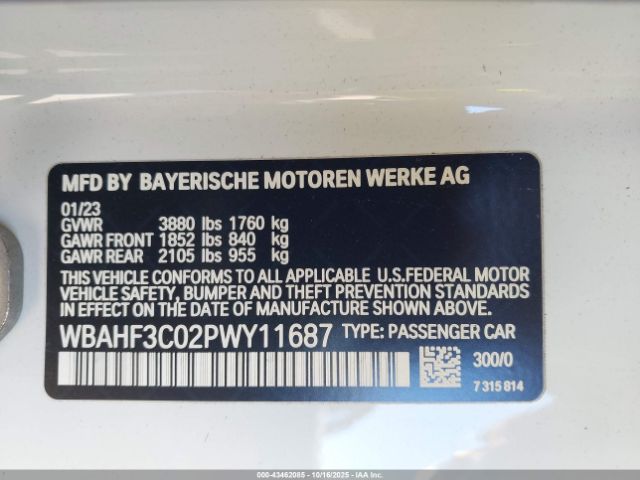 MFD BY BAYERISCHE MOTOREN WERKE AG
01/23
GVWR 3880 lbs 1760 kg
GAWR FRONT 1852 lbs 840 kg
GAWR REAR 2105 lbs 955 kg
THIS VEHICLE CONFORMS TO ALL APPLICABLE U.S.FEDERAL MOTOR
VEHICLE SAFETY, BUMPER AND THEFT PREVENTION STANDARDS
IN EFFECT ON THE DATE OF MANUFACTURE SHOWN ABOVE.
WBAHF3C02PWY11687 TYPE: PASSENGER CAR
300/0
7 315 814
000-43462085 - 10/16/2025 - IAAI.COM